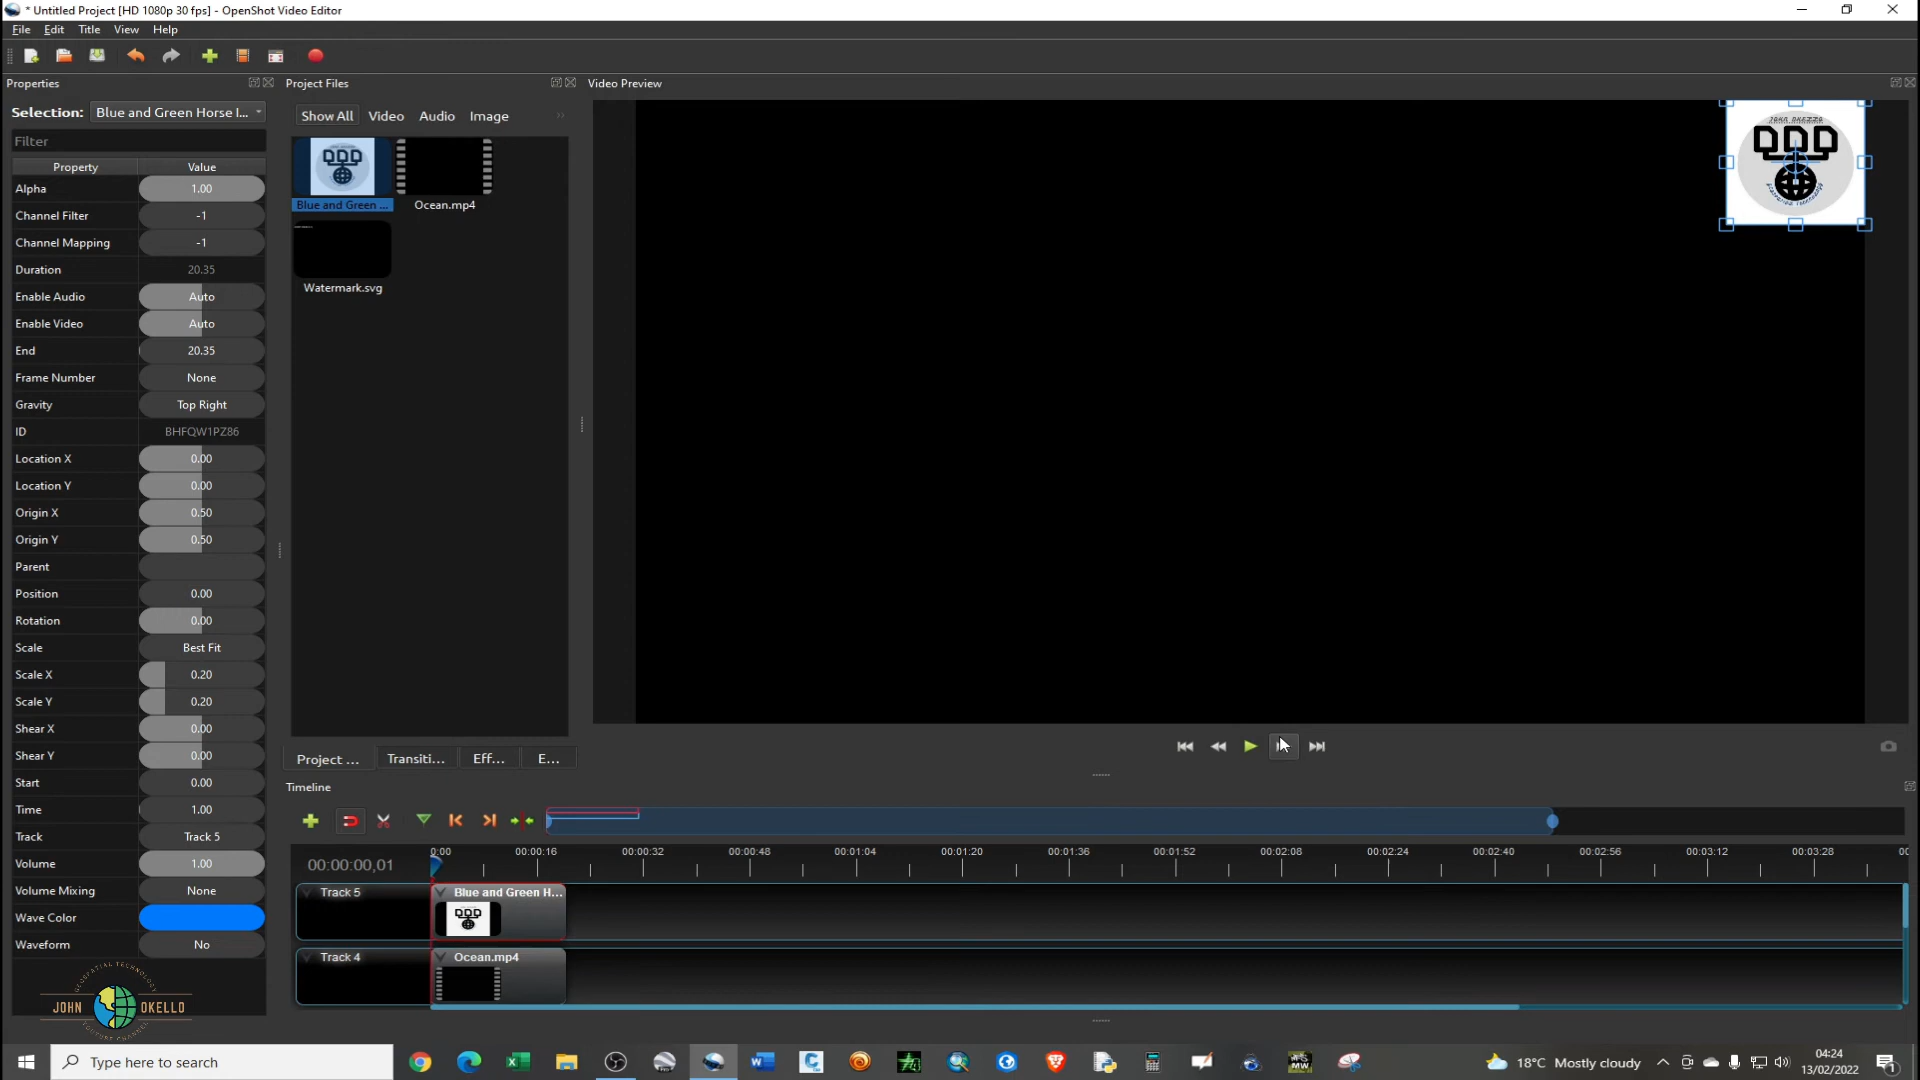 * Untitled Project [HD 1080p 30 fps] - OpenShot Video Editor
File Edit Title View Help
Properties
Project Files
Video Preview
Selection: Blue and Green Horse I...
Filter
Property Value
Alpha 1.00
Channel Filter -1
Channel Mapping -1
Duration 20.35
Enable Audio Auto
Enable Video Auto
End 20.35
Frame Number None
Gravity Top Right
ID BHFQW1PZ86
Location X 0.00
Location Y 0.00
Origin X 0.50
Origin Y 0.50
Parent
Position 0.00
Rotation 0.00
Scale Best Fit
Scale X 0.20
Scale Y 0.20
Shear X 0.00
Shear Y 0.00
Start 0.00
Time 1.00
Track Track 5
Volume 1.00
Volume Mixing None
Wave Color
Waveform No
GEOSPATIAL TECHNOLOGY
JOHN OKELLO
YOUTUBE CHANNEL
Show All Video Audio Image
Blue and Green ...
Ocean.mp4
Watermark.svg
Project ... Transiti... Eff... E...
Timeline
00:00:00,01
0:00 00:00:16 00:00:32 00:00:48 00:01:04 00:01:20 00:01:36 00:01:52 00:02:08 00:02:24 00:02:40 00:02:56 00:03:12 00:03:28 00
Track 5
Blue and Green H...
Track 4
Ocean.mp4
Type here to search
18°C Mostly cloudy
04:24
13/02/2022